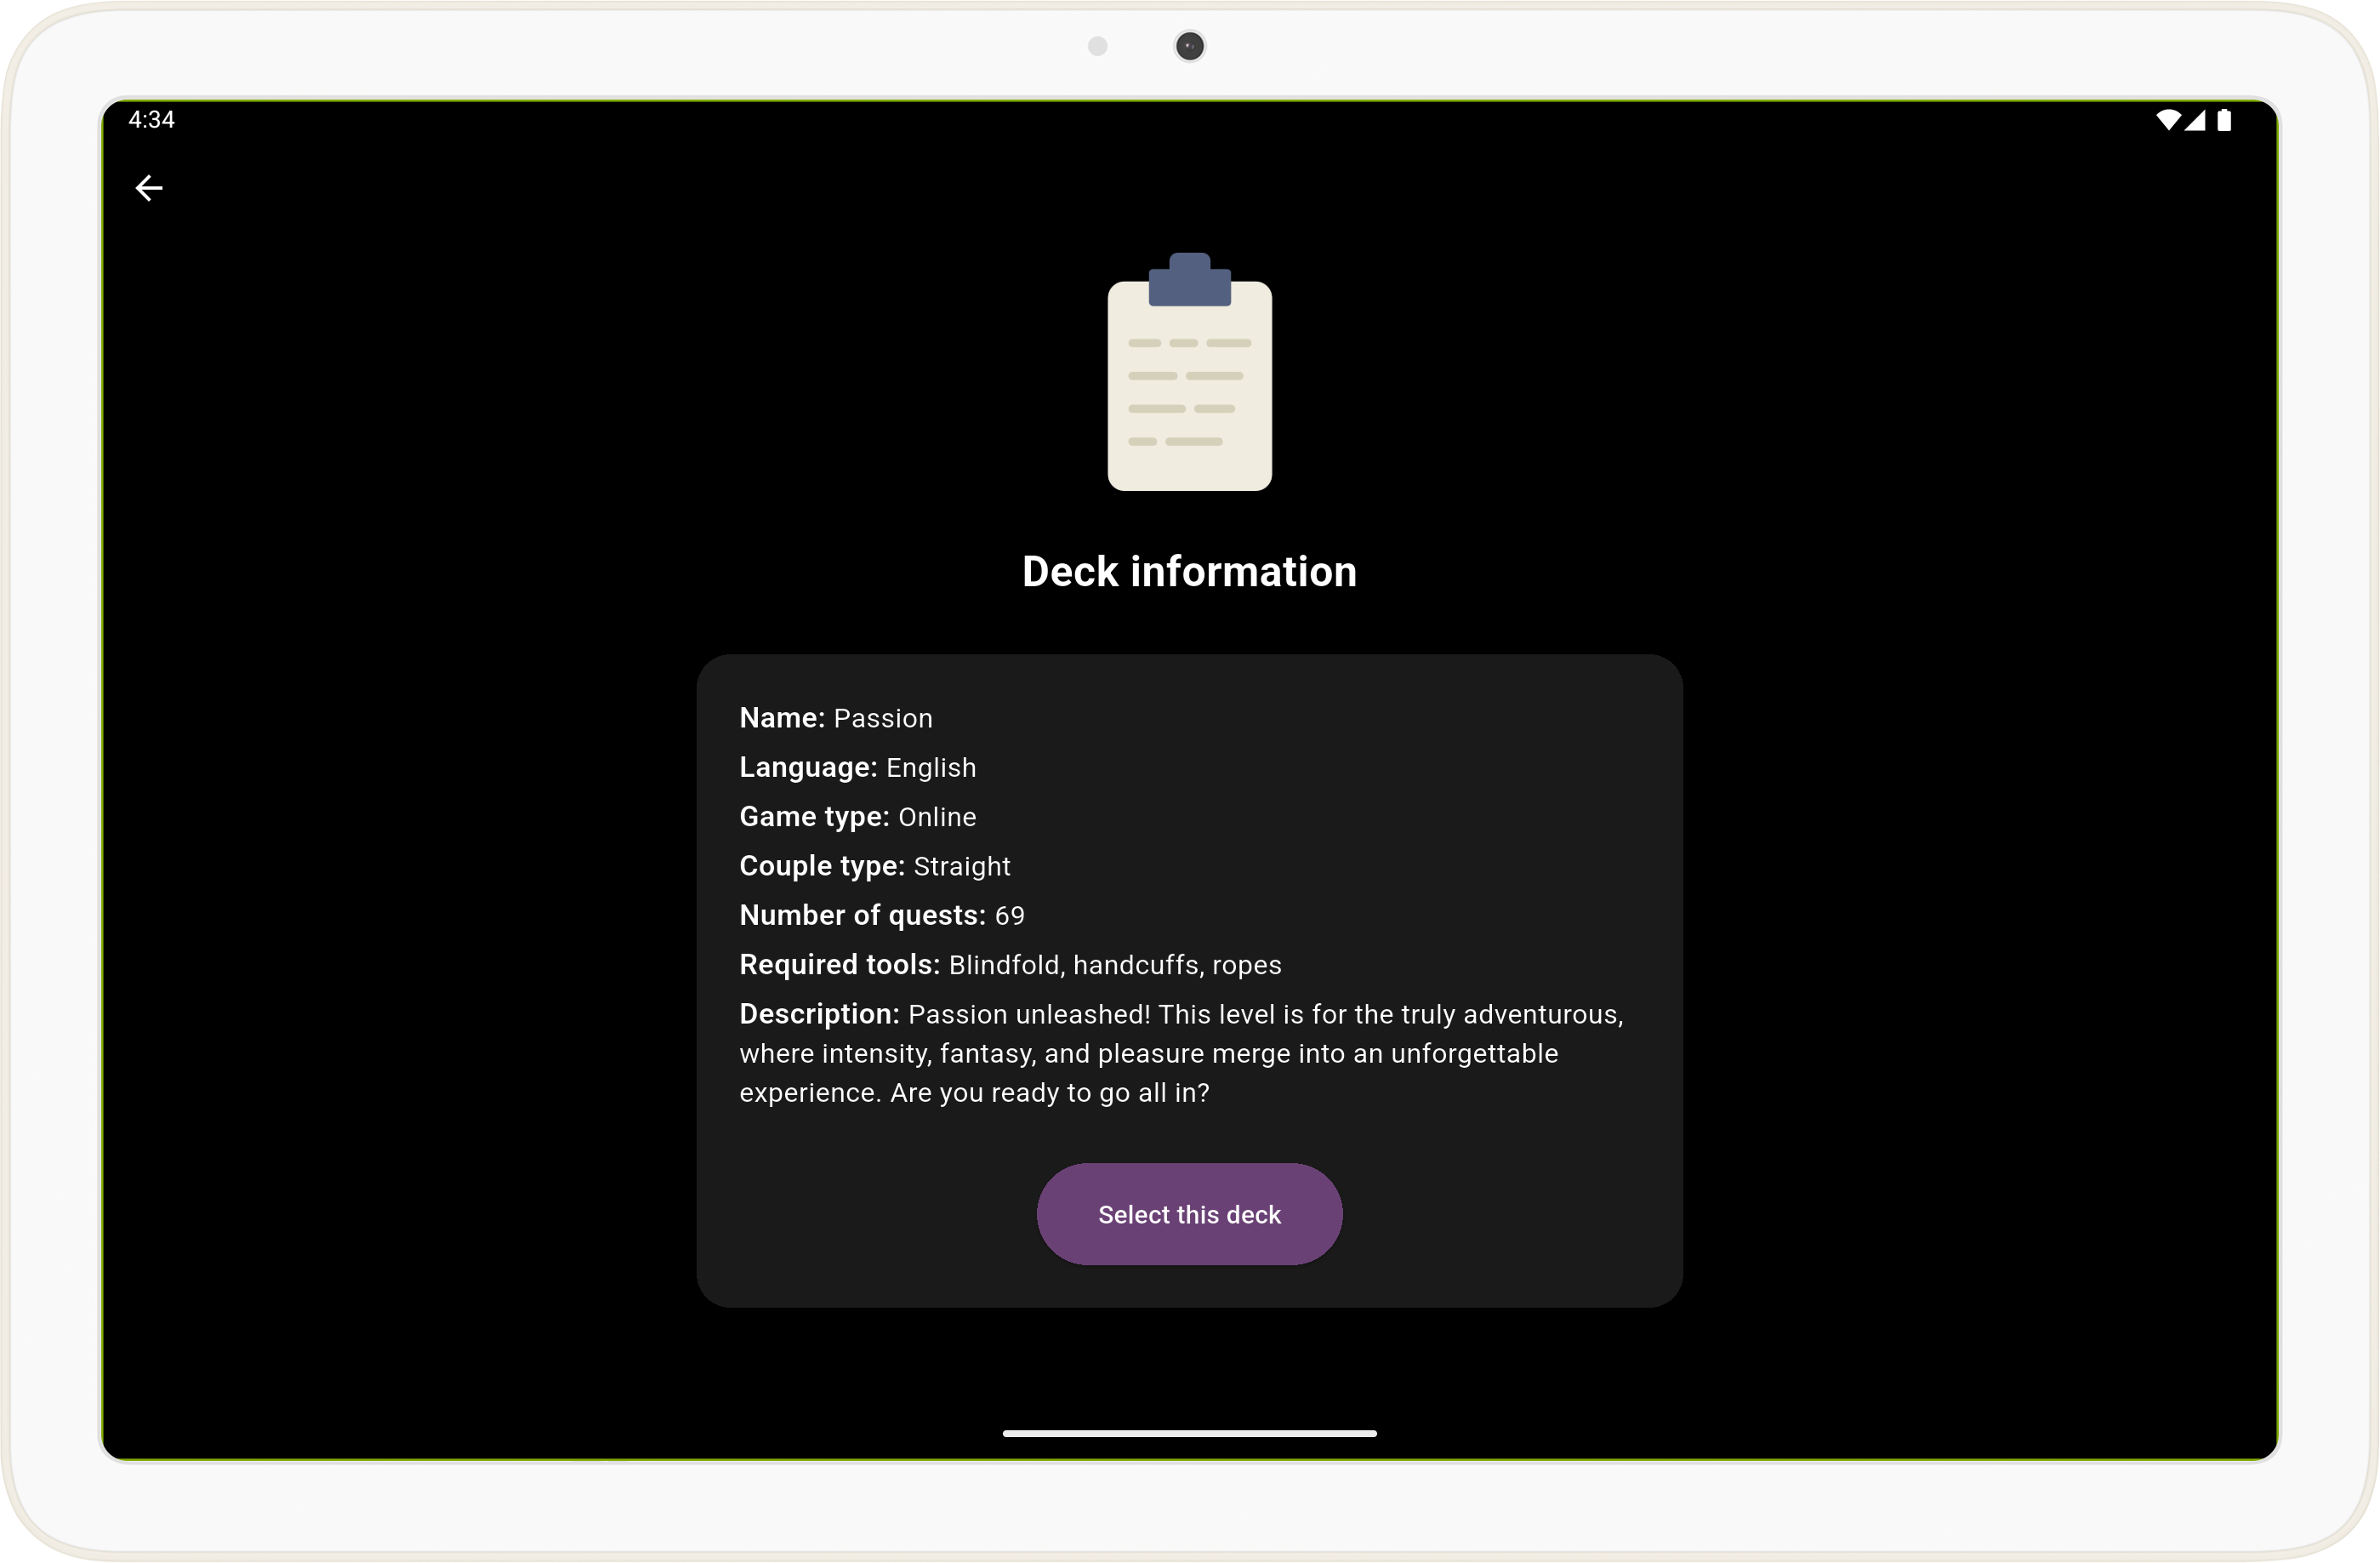 4:34
Deck information
Name: Passion
Language: English
Game type: Online
Couple type: Straight
Number of quests: 69
Required tools: Blindfold, handcuffs, ropes
Description: Passion unleashed! This level is for the truly adventurous,
where intensity, fantasy, and pleasure merge into an unforgettable
experience. Are you ready to go all in?
Select this deck